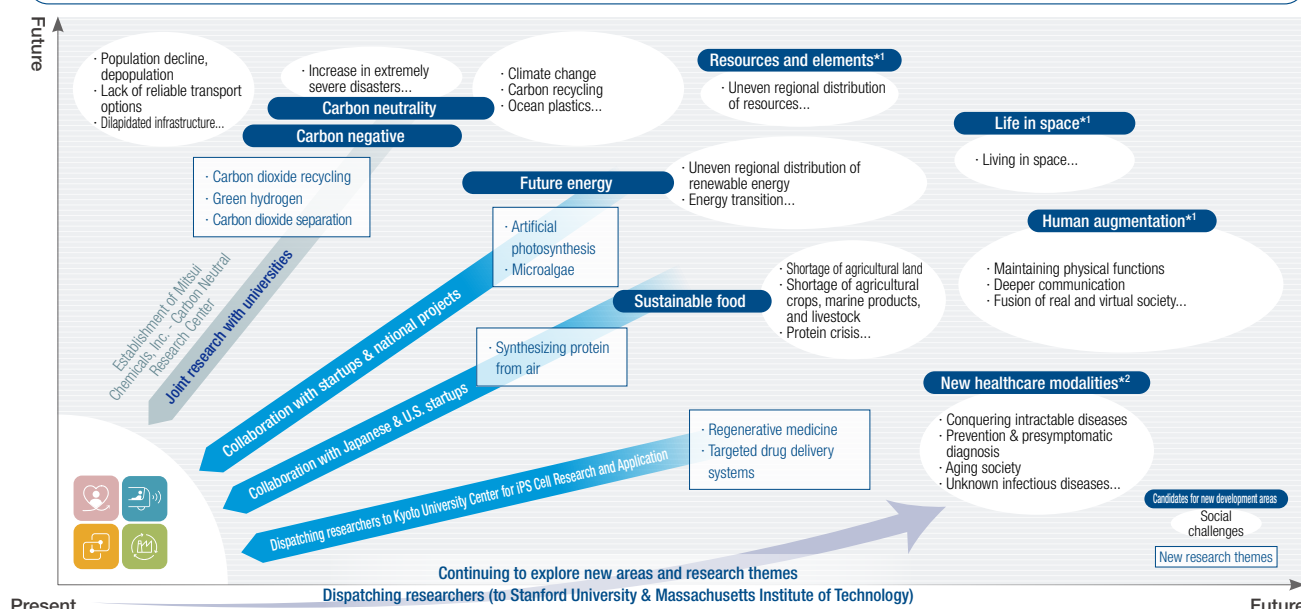 Future
· Population decline,
depopulation
· Lack of reliable transport
options
· Dilapidated infrastructure...
· Increase in extremely
severe disasters...
Carbon neutrality
Carbon negative
· Climate change
· Carbon recycling
· Ocean plastics...
Resources and elements*1
· Uneven regional distribution
of resources...
Life in space*1
· Living in space...
· Carbon dioxide recycling
· Green hydrogen
· Carbon dioxide separation
Future energy
· Uneven regional distribution of
renewable energy
· Energy transition...
· Artificial
photosynthesis
· Microalgae
Human augmentation*1
· Maintaining physical functions
· Deeper communication
· Fusion of real and virtual society...
Establishment of Mitsui
Chemicals, Inc. - Carbon Neutral
Research Center
Joint research with universities
Collaboration with startups & national projects
Sustainable food
· Shortage of agricultural land
· Shortage of agricultural
crops, marine products,
and livestock
· Protein crisis...
· Synthesizing protein
from air
Collaboration with Japanese & U.S. startups
New healthcare modalities*2
· Conquering intractable diseases
· Prevention & presymptomatic
diagnosis
· Aging society
· Unknown infectious diseases...
· Regenerative medicine
· Targeted drug delivery
systems
Dispatching researchers to Kyoto University Center for iPS Cell Research and Application
Candidates for new development areas
Social
challenges
New research themes
Continuing to explore new areas and research themes
Dispatching researchers (to Stanford University & Massachusetts Institute of Technology)
Present
Future